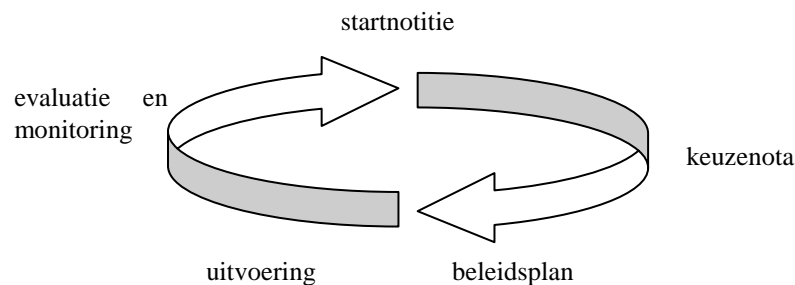 startnotitie
evaluatie en
monitoring
keuzenota
uitvoering
beleidsplan